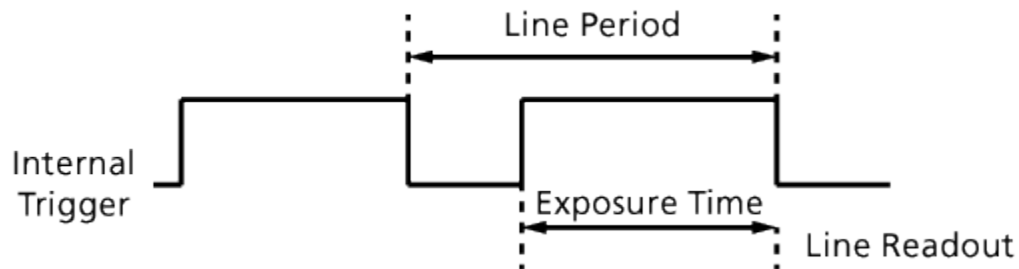 Line Period
Internal
Trigger
Exposure Time
Line Readout